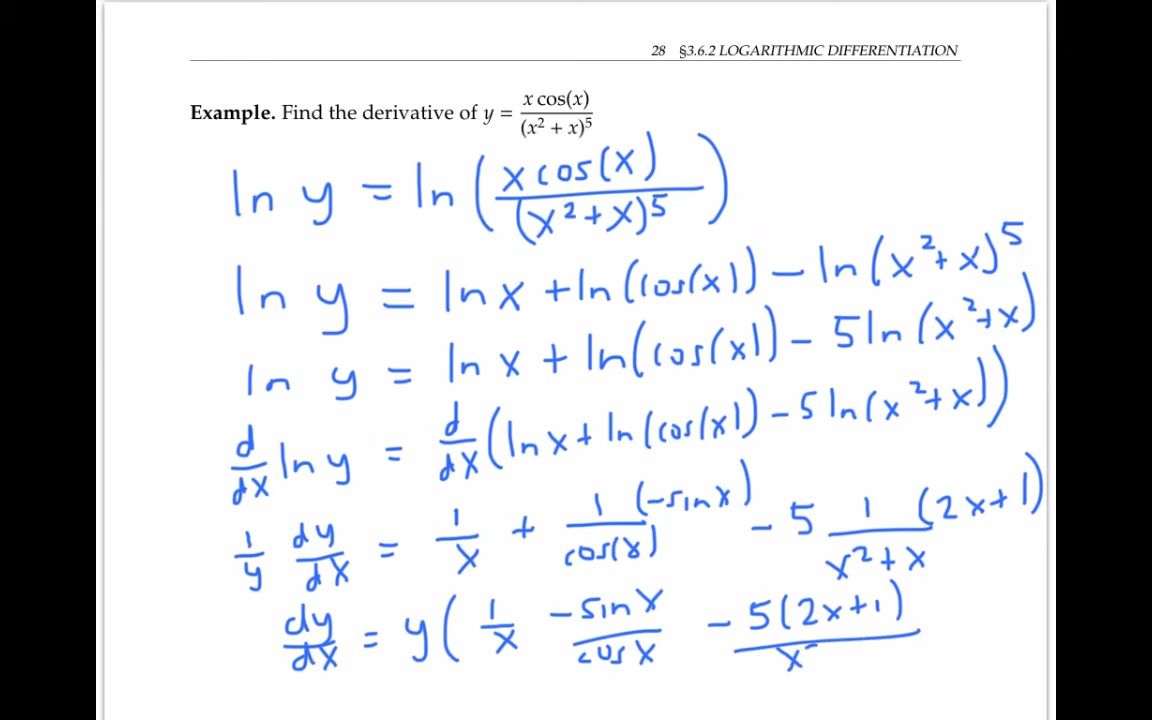 28 §3.6.2 LOGARITHMIC DIFFERENTIATION
Example. Find the derivative of y = x cos(x) / (x² + x)⁵
ln y = ln ( x cos(x) / (x² + x)⁵ )
ln y = ln x + ln(cos(x)) − ln(x² + x)⁵
ln y = ln x + ln(cos(x)) − 5 ln(x² + x)
d/dx ln y = d/dx (ln x + ln(cos(x)) − 5 ln(x² + x))
1/y dy/dx = 1/x + 1/cos(x) (−sin x) − 5 1/(x² + x) (2x + 1)
dy/dx = y ( 1/x − sin x / cos x − 5(2x + 1) / x